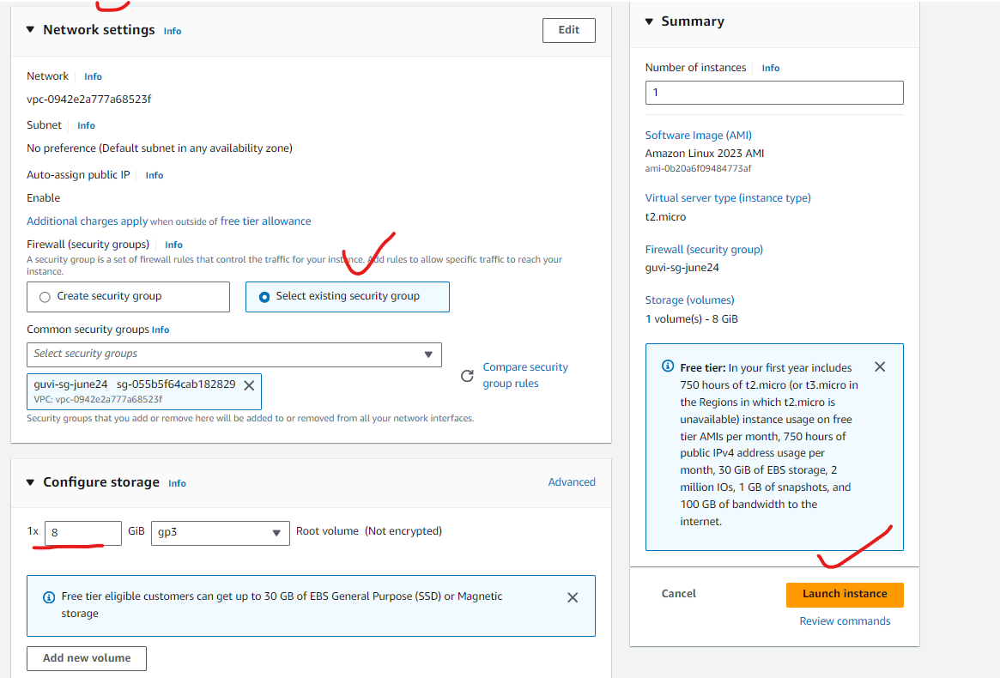 Network settings Info
Edit
Network Info
vpc-0942e2a777a68523f
Subnet Info
No preference (Default subnet in any availability zone)
Auto-assign public IP Info
Enable
Additional charges apply when outside of free tier allowance
Firewall (security groups) Info
A security group is a set of firewall rules that control the traffic for your instance. Add rules to allow specific traffic to reach your
instance.
Create security group
Select existing security group
Common security groups Info
Select security groups
guvi-sg-june24 sg-055b5f64cab182829
VPC: vpc-0942e2a777a68523f
Compare security
group rules
Security groups that you add or remove here will be added to or removed from all your network interfaces.
Configure storage Info
Advanced
1x 8 GiB gp3 Root volume (Not encrypted)
Free tier eligible customers can get up to 30 GB of EBS General Purpose (SSD) or Magnetic
storage
Add new volume
Summary
Number of instances Info
1
Software Image (AMI)
Amazon Linux 2023 AMI
ami-0b20a6f09484773af
Virtual server type (instance type)
t2.micro
Firewall (security group)
guvi-sg-june24
Storage (volumes)
1 volume(s) - 8 GiB
Free tier: In your first year includes
750 hours of t2.micro (or t3.micro in
the Regions in which t2.micro is
unavailable) instance usage on free
tier AMIs per month, 750 hours of
public IPv4 address usage per
month, 30 GiB of EBS storage, 2
million IOs, 1 GB of snapshots, and
100 GB of bandwidth to the
internet.
Cancel
Launch instance
Review commands